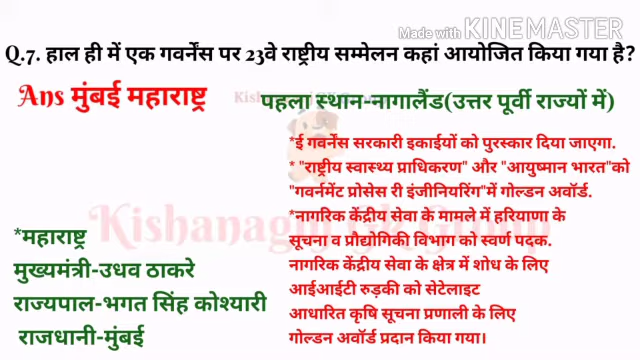 Made with KINEMASTER
Q.7. हाल ही में एक गवर्नेंस पर 23वे राष्ट्रीय सम्मेलन कहां आयोजित किया गया है?
Ans मुंबई महाराष्ट्र
पहला स्थान-नागालैंड(उत्तर पूर्वी राज्यों में)
*ई गवर्नेंस सरकारी इकाईयों को पुरस्कार दिया जाएगा.
* "राष्ट्रीय स्वास्थ्य प्राधिकरण" और "आयुष्मान भारत"को
"गवर्नमेंट प्रोसेस री इंजीनियरिंग"में गोल्डन अवॉर्ड.
*नागरिक केंद्रीय सेवा के मामले में हरियाणा के
सूचना व प्रौद्योगिकी विभाग को स्वर्ण पदक.
नागरिक केंद्रीय सेवा के क्षेत्र में शोध के लिए
आईआईटी रुड़की को सेटेलाइट
आधारित कृषि सूचना प्रणाली के लिए
गोल्डन अवॉर्ड प्रदान किया गया।
*महाराष्ट्र
मुख्यमंत्री-उधव ठाकरे
राज्यपाल-भगत सिंह कोश्यारी
राजधानी-मुंबई